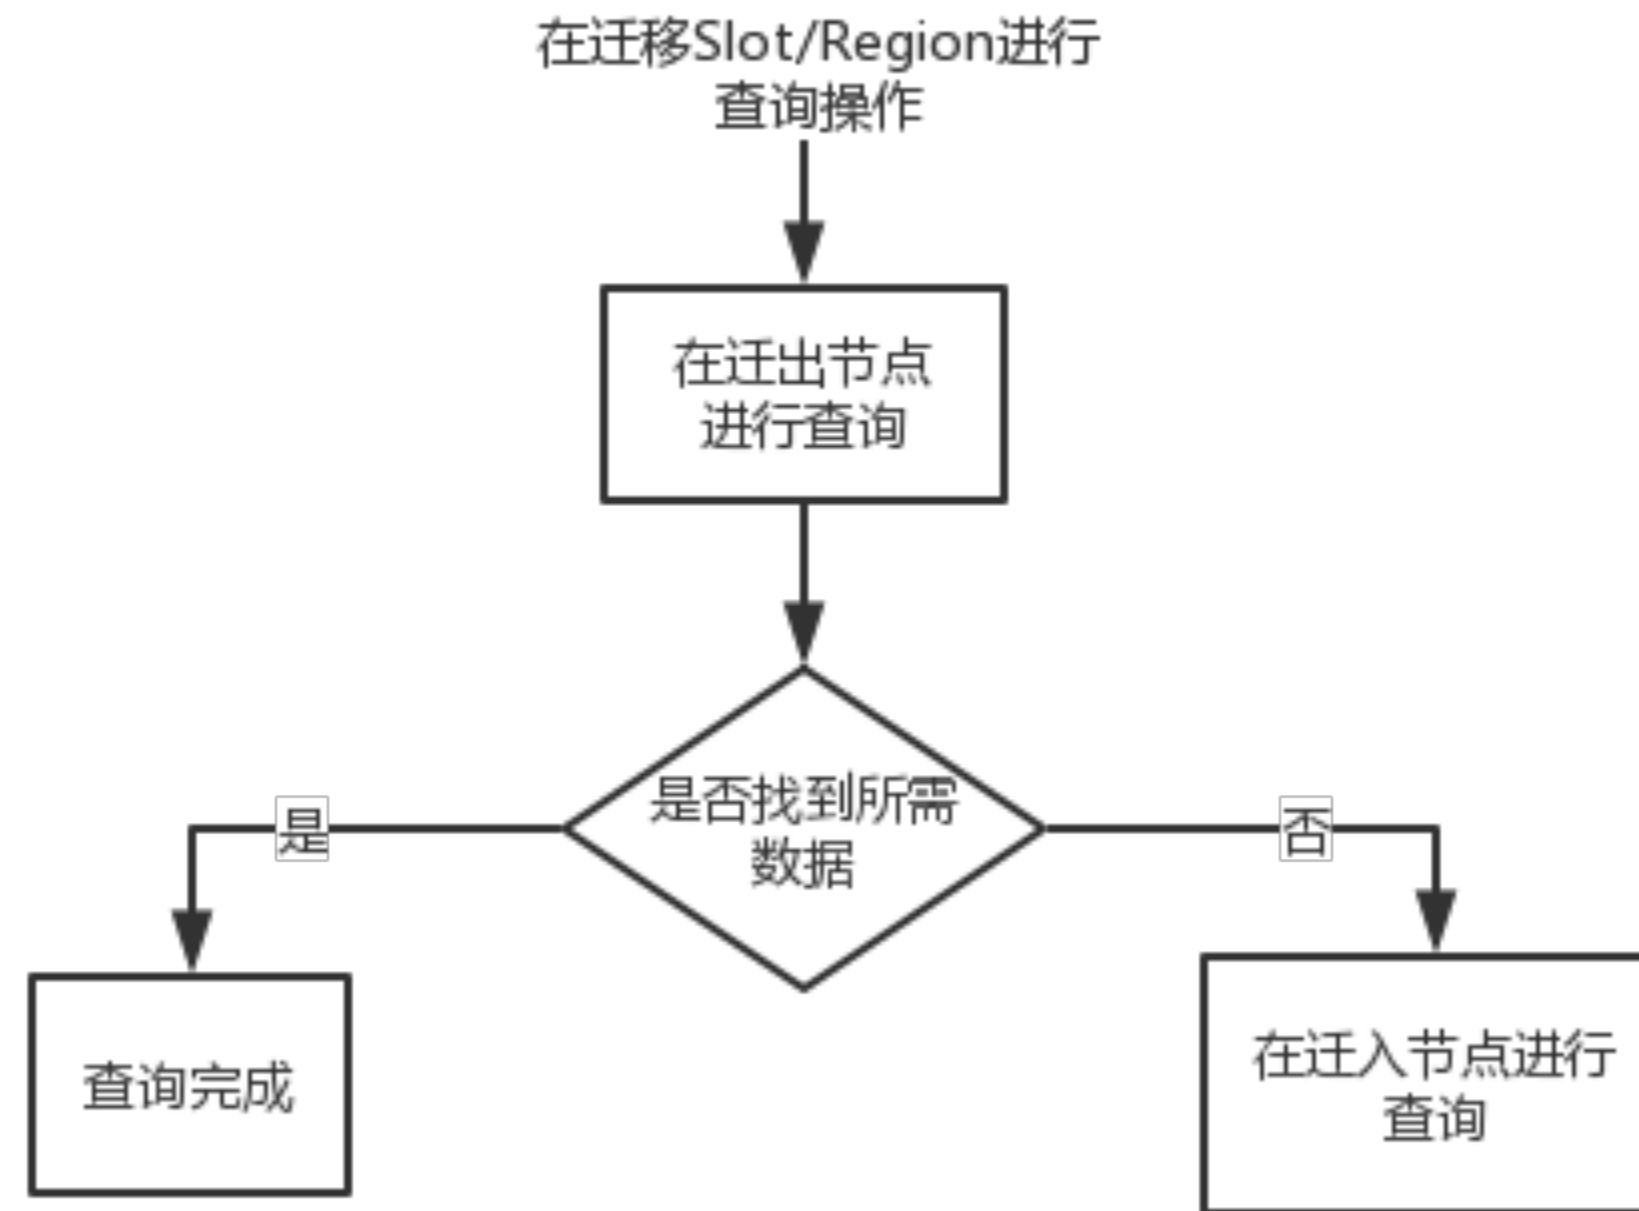 在迁移Slot/Region进行
查询操作
在迁出节点
进行查询
是否找到所需
数据
是
否
查询完成
在迁入节点进行
查询